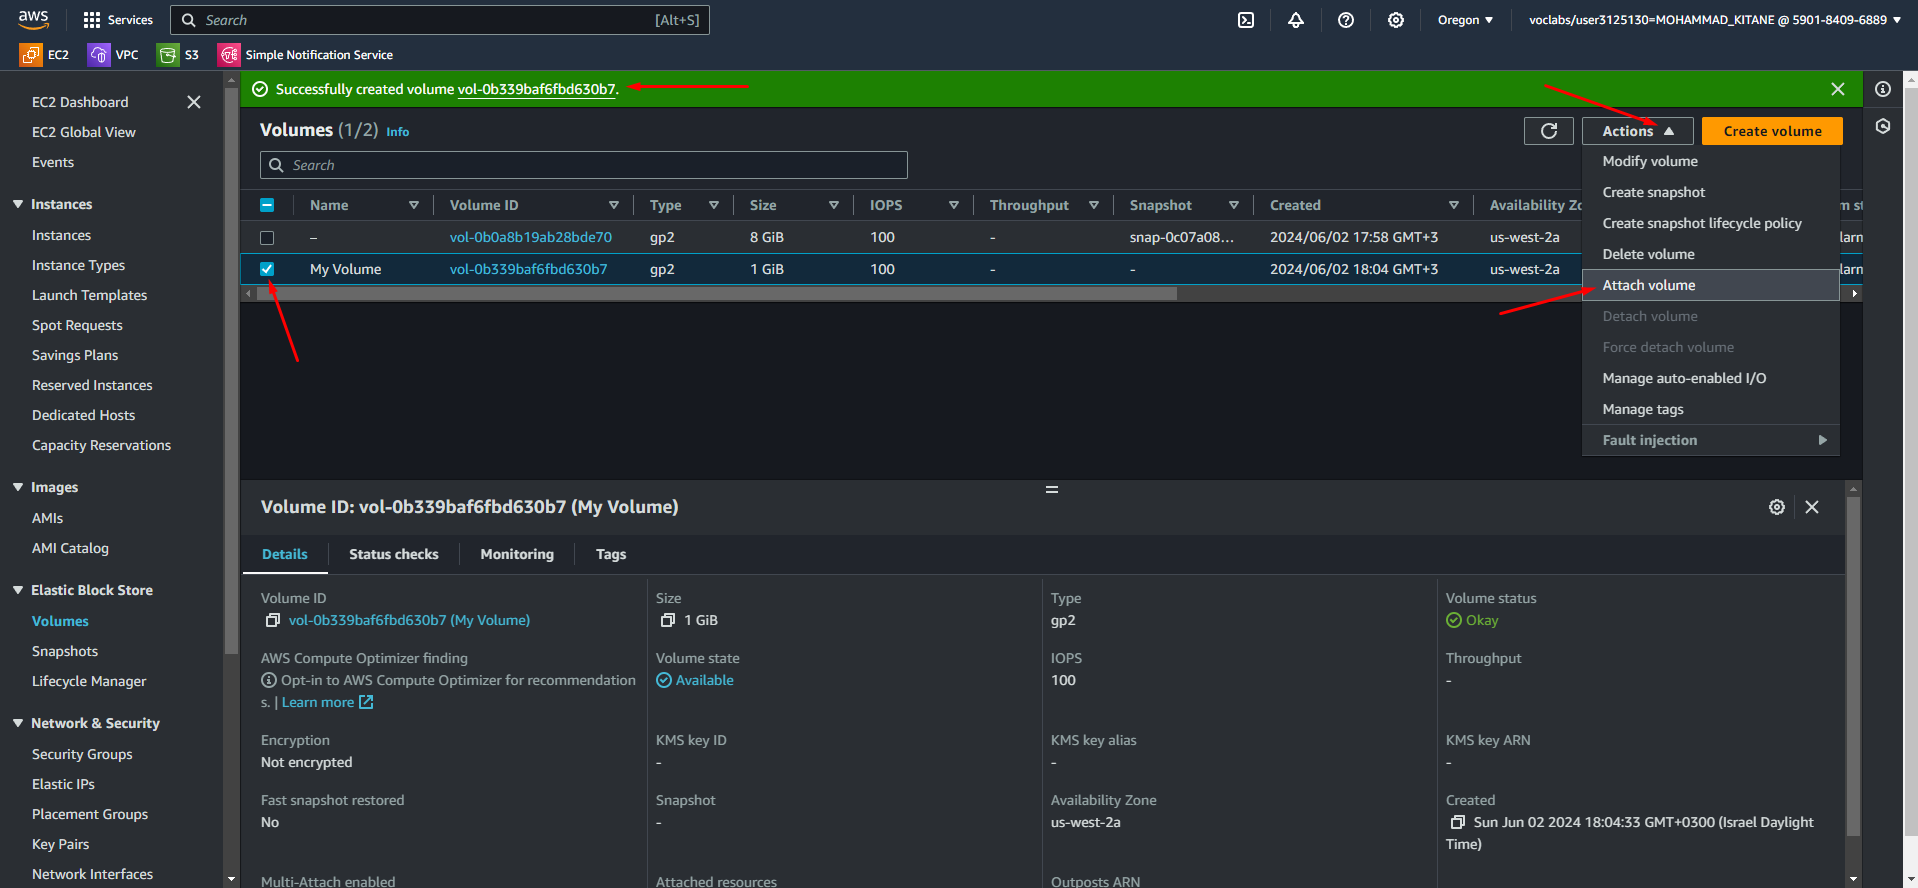 aws
Services
Search
[Alt+S]
Oregon
voclabs/user3125130=MOHAMMAD_KITANE @ 5901-8409-6889
EC2
VPC
S3
Simple Notification Service
EC2 Dashboard
EC2 Global View
Events
Instances
Instances
Instance Types
Launch Templates
Spot Requests
Savings Plans
Reserved Instances
Dedicated Hosts
Capacity Reservations
Images
AMIs
AMI Catalog
Elastic Block Store
Volumes
Snapshots
Lifecycle Manager
Network & Security
Security Groups
Elastic IPs
Placement Groups
Key Pairs
Network Interfaces
Successfully created volume vol-0b339baf6fbd630b7.
Volumes (1/2) Info
Actions
Create volume
Search
Name Volume ID Type Size IOPS Throughput Snapshot Created Availability Zo m st
– vol-0b0a8b19ab28bde70 gp2 8 GiB 100 - snap-0c07a08... 2024/06/02 17:58 GMT+3 us-west-2a larn
My Volume vol-0b339baf6fbd630b7 gp2 1 GiB 100 - - 2024/06/02 18:04 GMT+3 us-west-2a larn
Modify volume
Create snapshot
Create snapshot lifecycle policy
Delete volume
Attach volume
Detach volume
Force detach volume
Manage auto-enabled I/O
Manage tags
Fault injection
Volume ID: vol-0b339baf6fbd630b7 (My Volume)
Details Status checks Monitoring Tags
Volume ID
vol-0b339baf6fbd630b7 (My Volume)
Size
1 GiB
Type
gp2
Volume status
Okay
AWS Compute Optimizer finding
Opt-in to AWS Compute Optimizer for recommendation
s. | Learn more
Volume state
Available
IOPS
100
Throughput
-
Encryption
Not encrypted
KMS key ID
-
KMS key alias
-
KMS key ARN
-
Fast snapshot restored
No
Snapshot
-
Availability Zone
us-west-2a
Created
Sun Jun 02 2024 18:04:33 GMT+0300 (Israel Daylight
Time)
Multi-Attach enabled
Attached resources
Outposts ARN